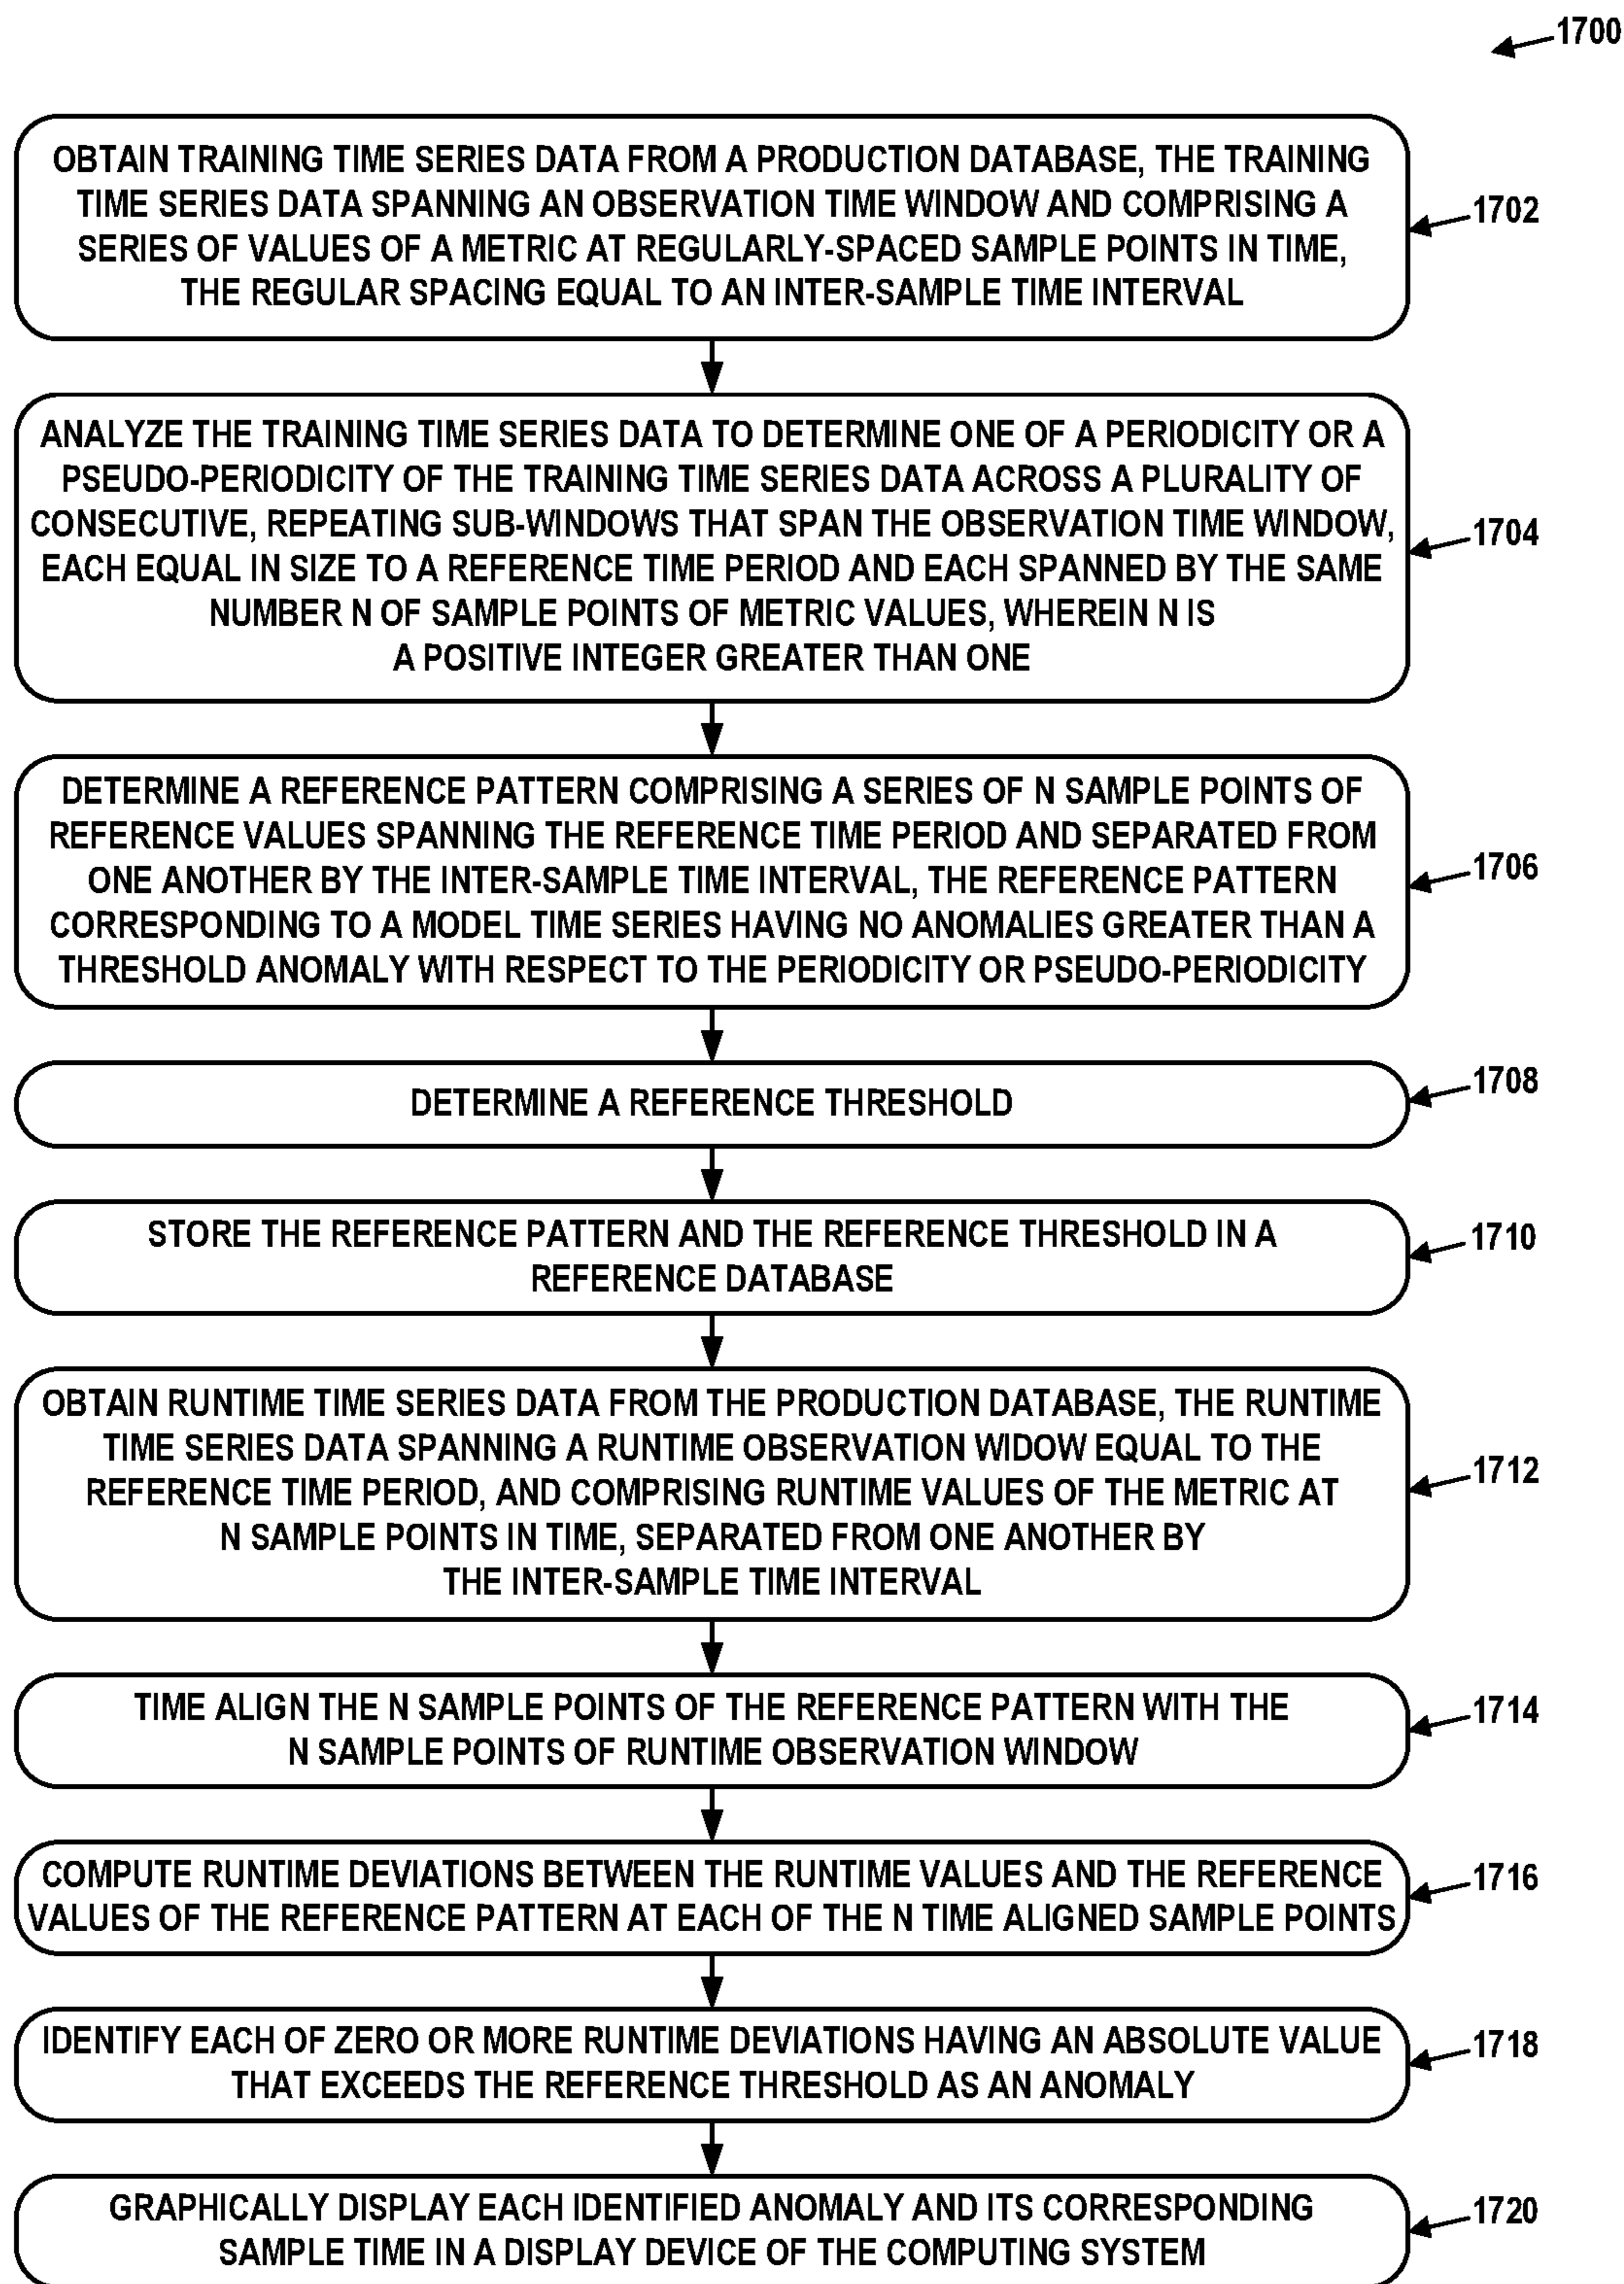 1700
OBTAIN TRAINING TIME SERIES DATA FROM A PRODUCTION DATABASE, THE TRAINING
TIME SERIES DATA SPANNING AN OBSERVATION TIME WINDOW AND COMPRISING A
SERIES OF VALUES OF A METRIC AT REGULARLY-SPACED SAMPLE POINTS IN TIME,
THE REGULAR SPACING EQUAL TO AN INTER-SAMPLE TIME INTERVAL
1702
ANALYZE THE TRAINING TIME SERIES DATA TO DETERMINE ONE OF A PERIODICITY OR A
PSEUDO-PERIODICITY OF THE TRAINING TIME SERIES DATA ACROSS A PLURALITY OF
CONSECUTIVE, REPEATING SUB-WINDOWS THAT SPAN THE OBSERVATION TIME WINDOW,
EACH EQUAL IN SIZE TO A REFERENCE TIME PERIOD AND EACH SPANNED BY THE SAME
NUMBER N OF SAMPLE POINTS OF METRIC VALUES, WHEREIN N IS
A POSITIVE INTEGER GREATER THAN ONE
1704
DETERMINE A REFERENCE PATTERN COMPRISING A SERIES OF N SAMPLE POINTS OF
REFERENCE VALUES SPANNING THE REFERENCE TIME PERIOD AND SEPARATED FROM
ONE ANOTHER BY THE INTER-SAMPLE TIME INTERVAL, THE REFERENCE PATTERN
CORRESPONDING TO A MODEL TIME SERIES HAVING NO ANOMALIES GREATER THAN A
THRESHOLD ANOMALY WITH RESPECT TO THE PERIODICITY OR PSEUDO-PERIODICITY
1706
DETERMINE A REFERENCE THRESHOLD
1708
STORE THE REFERENCE PATTERN AND THE REFERENCE THRESHOLD IN A
REFERENCE DATABASE
1710
OBTAIN RUNTIME TIME SERIES DATA FROM THE PRODUCTION DATABASE, THE RUNTIME
TIME SERIES DATA SPANNING A RUNTIME OBSERVATION WIDOW EQUAL TO THE
REFERENCE TIME PERIOD, AND COMPRISING RUNTIME VALUES OF THE METRIC AT
N SAMPLE POINTS IN TIME, SEPARATED FROM ONE ANOTHER BY
THE INTER-SAMPLE TIME INTERVAL
1712
TIME ALIGN THE N SAMPLE POINTS OF THE REFERENCE PATTERN WITH THE
N SAMPLE POINTS OF RUNTIME OBSERVATION WINDOW
1714
COMPUTE RUNTIME DEVIATIONS BETWEEN THE RUNTIME VALUES AND THE REFERENCE
VALUES OF THE REFERENCE PATTERN AT EACH OF THE N TIME ALIGNED SAMPLE POINTS
1716
IDENTIFY EACH OF ZERO OR MORE RUNTIME DEVIATIONS HAVING AN ABSOLUTE VALUE
THAT EXCEEDS THE REFERENCE THRESHOLD AS AN ANOMALY
1718
GRAPHICALLY DISPLAY EACH IDENTIFIED ANOMALY AND ITS CORRESPONDING
SAMPLE TIME IN A DISPLAY DEVICE OF THE COMPUTING SYSTEM
1720